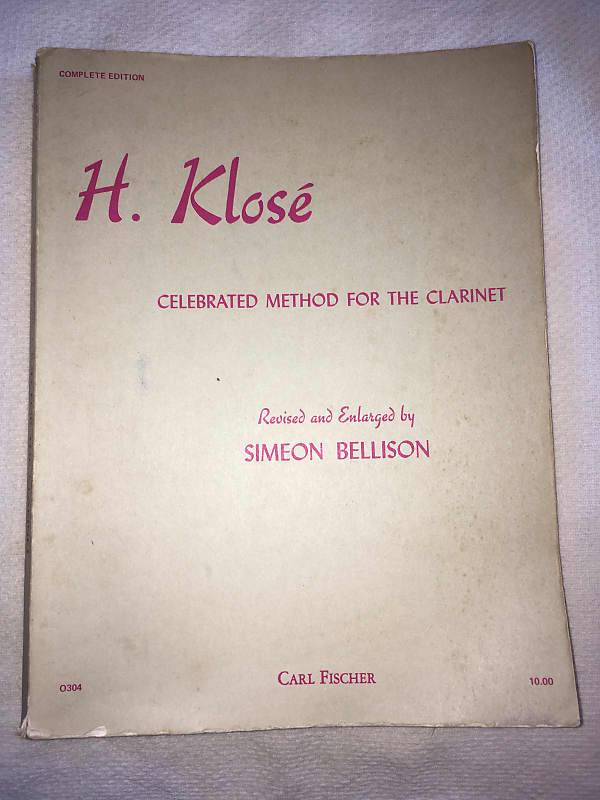 COMPLETE EDITION
H. Klosé
CELEBRATED METHOD FOR THE CLARINET
Revised and Enlarged by
SIMEON BELLISON
O304
CARL FISCHER
10.00